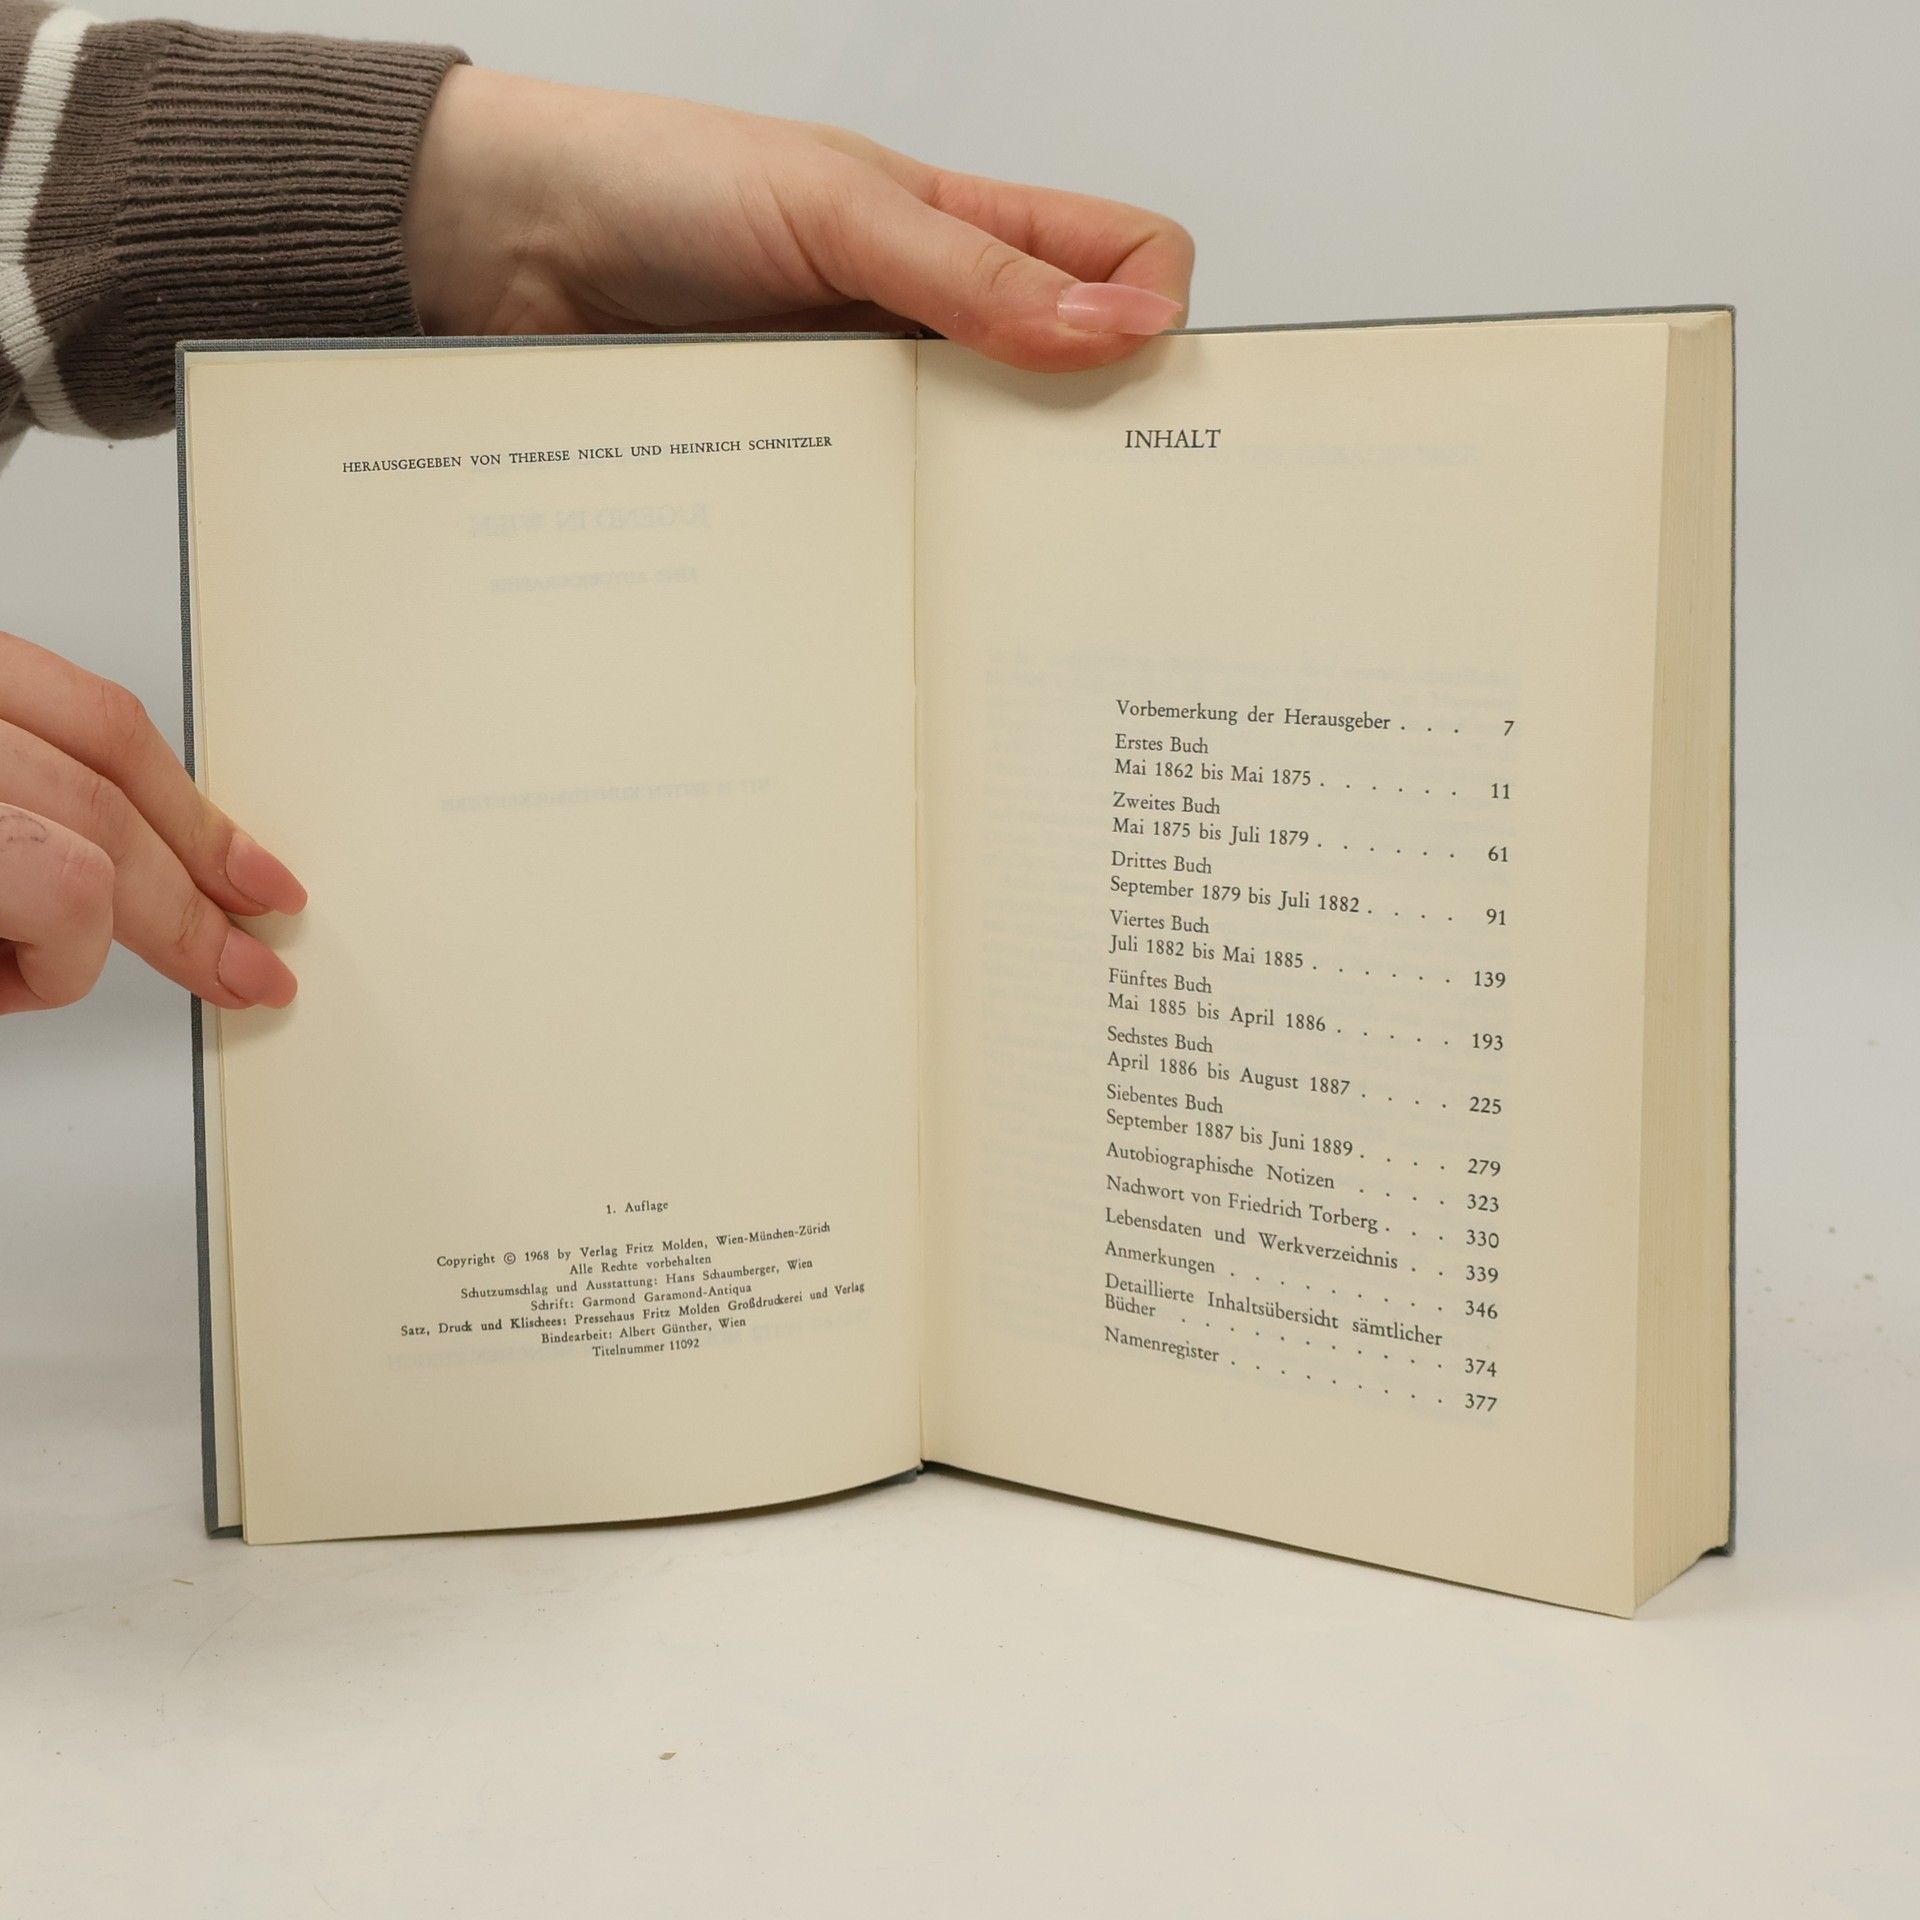 HERAUSGEGEBEN VON THERESE NICKL UND HEINRICH SCHNITZLER
JUGEND IN WIEN
EINE AUTOBIOGRAPHIE
1. Auflage
Copyright © 1968 by Verlag Fritz Molden, Wien-München-Zürich
Alle Rechte vorbehalten
Schutzumschlag und Ausstattung: Hans Schaumberger, Wien
Schrift: Garmond Garamond-Antiqua
Satz, Druck und Klischees: Pressehaus Fritz Molden Großdruckerei und Verlag
Bindearbeit: Albert Günther, Wien
Titelnummer 11092
INHALT
Vorbemerkung der Herausgeber . . . 7
Erstes Buch
Mai 1862 bis Mai 1875 . . . . . . 11
Zweites Buch
Mai 1875 bis Juli 1879 . . . . . . 61
Drittes Buch
September 1879 bis Juli 1882 . . . . 91
Viertes Buch
Juli 1882 bis Mai 1885 . . . . . . 139
Fünftes Buch
Mai 1885 bis April 1886 . . . . . 193
Sechstes Buch
April 1886 bis August 1887 . . . . 225
Siebentes Buch
September 1887 bis Juni 1889 . . . . 279
Autobiographische Notizen . . . . 323
Nachwort von Friedrich Torberg . . . 330
Lebensdaten und Werkverzeichnis . . 339
Anmerkungen . . . . . . . . . 346
Detaillierte Inhaltsübersicht sämtlicher
Bücher . . . . . . . . . . . 374
Namenregister . . . . . . . . . 377